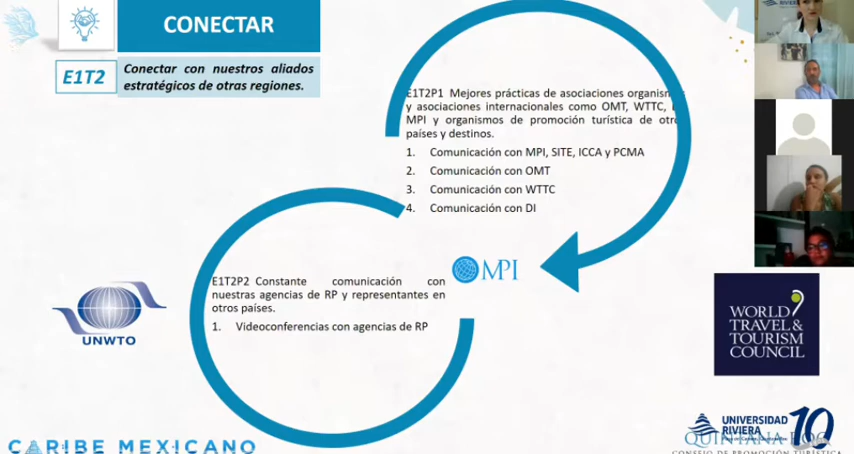 CONECTAR
E1T2
Conectar con nuestros aliados
estratégicos de otras regiones.
E1T2P1 Mejores prácticas de asociaciones organismos
y asociaciones internacionales como OMT, WTTC,
MPI y organismos de promoción turística de otros
países y destinos.
1. Comunicación con MPI, SITE, ICCA y PCMA
2. Comunicación con OMT
3. Comunicación con WTTC
4. Comunicación con DI
E1T2P2 Constante comunicación con
nuestras agencias de RP y representantes en
otros países.
1. Videoconferencias con agencias de RP
MPI
UNWTO
WORLD
TRAVEL &
TOURISM
COUNCIL
UNIVERSIDAD
RIVIERA
10
QUINTANA ROO
CONSEJO DE PROMOCIÓN TURÍSTICA
CARIBE MEXICANO